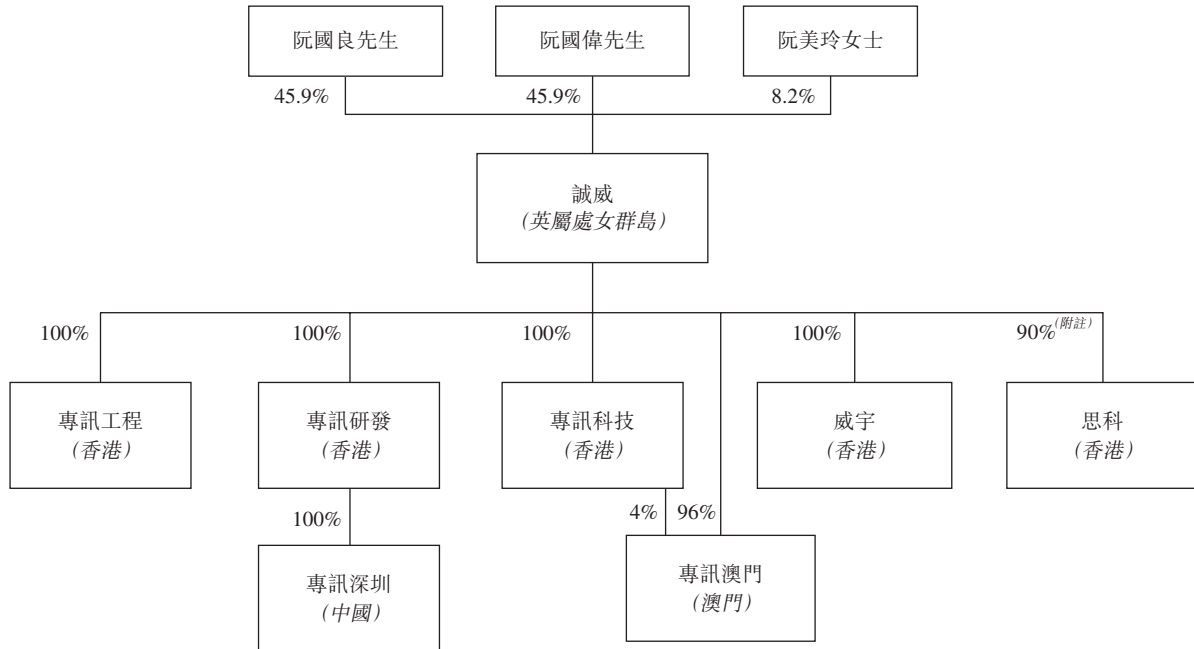 阮國良先生
阮國偉先生
阮美玲女士
45.9%
45.9%
8.2%
誠威
(英屬處女群島)
100%
100%
100%
100%
90%(附註)
專訊工程
(香港)
專訊研發
(香港)
專訊科技
(香港)
威宇
(香港)
思科
(香港)
100%
4%
96%
專訊深圳
(中國)
專訊澳門
(澳門)